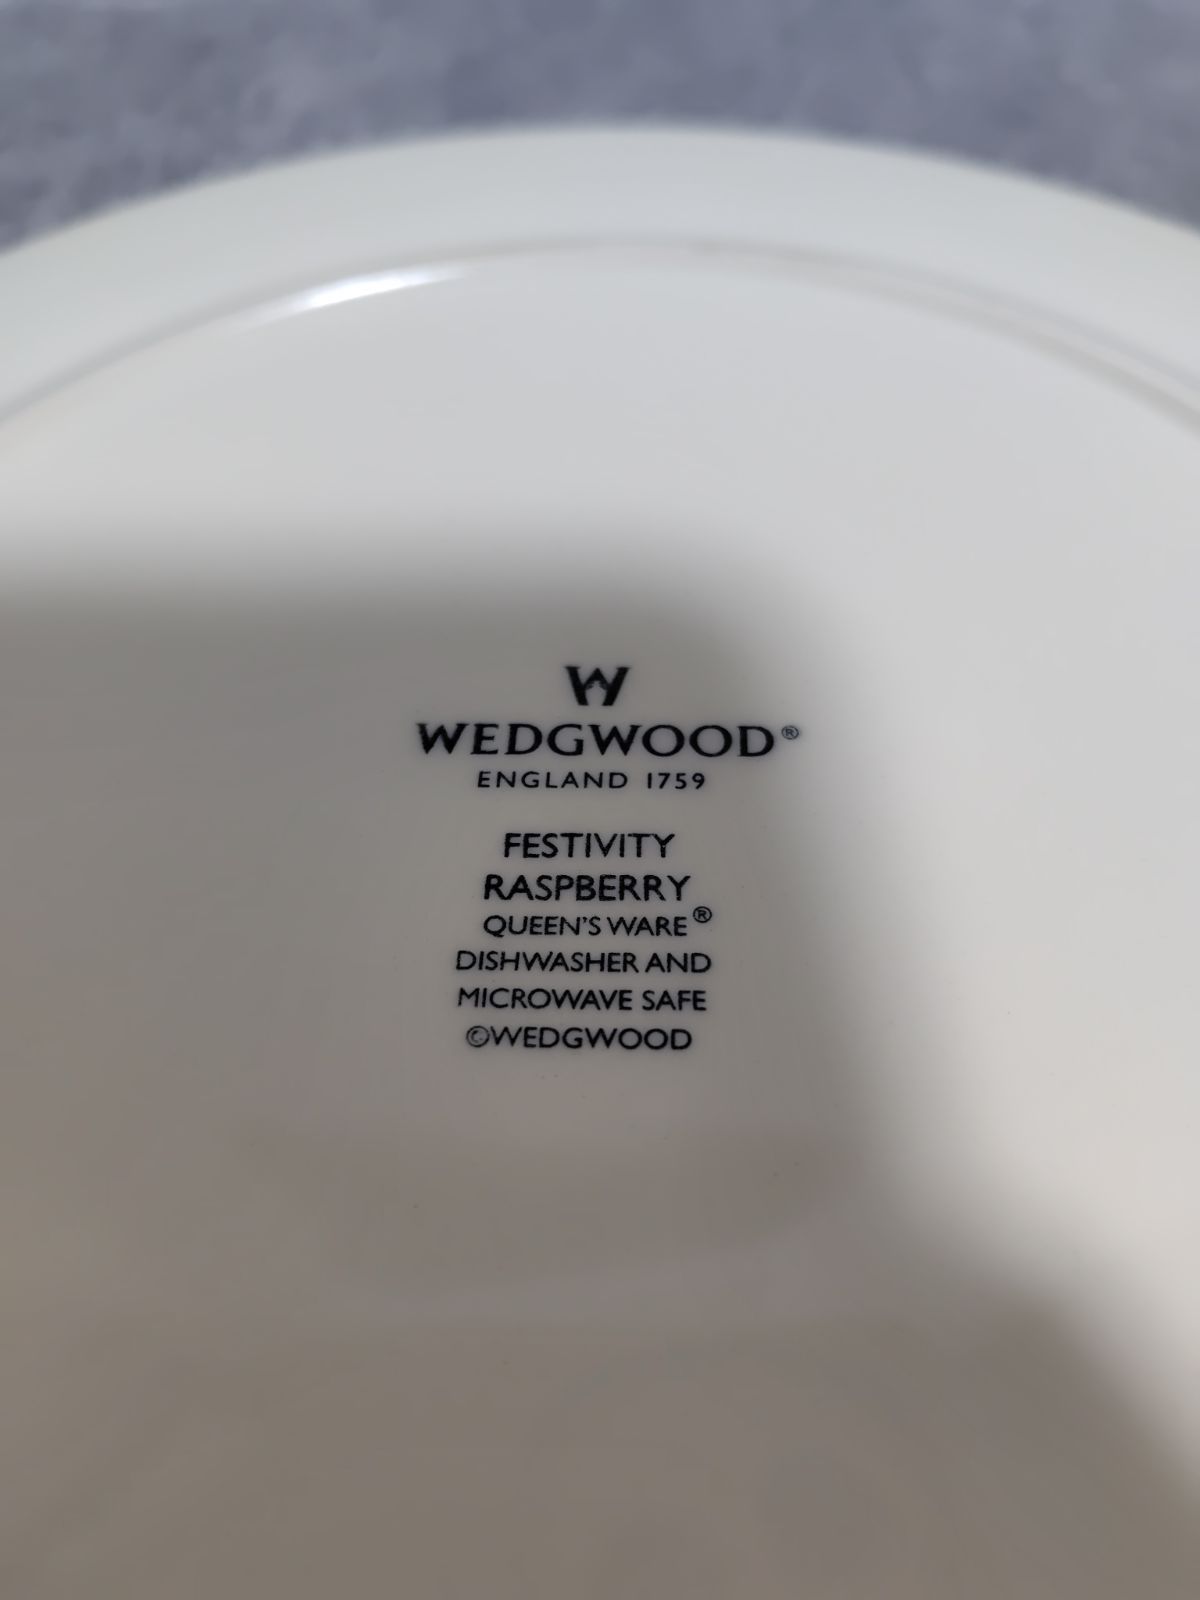 W
WEDGWOOD®
ENGLAND 1759
FESTIVITY
RASPBERRY
QUEEN'S WARE®
DISHWASHER AND
MICROWAVE SAFE
©WEDGWOOD